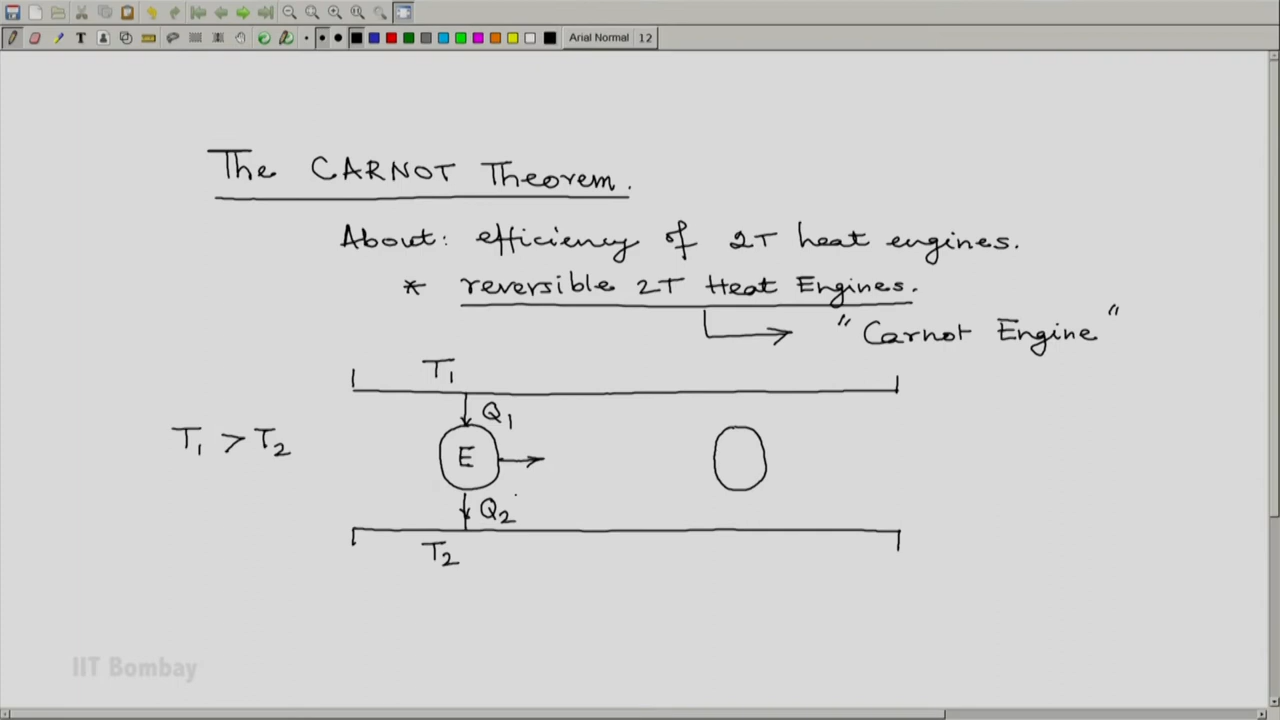 Arial Normal 12
The CARNOT Theorem.
About: efficiency of 2T heat engines.
* reversible 2T Heat Engines.
"Carnot Engine"
T1
Q1
T1 > T2
E
Q2
T2
IIT Bombay